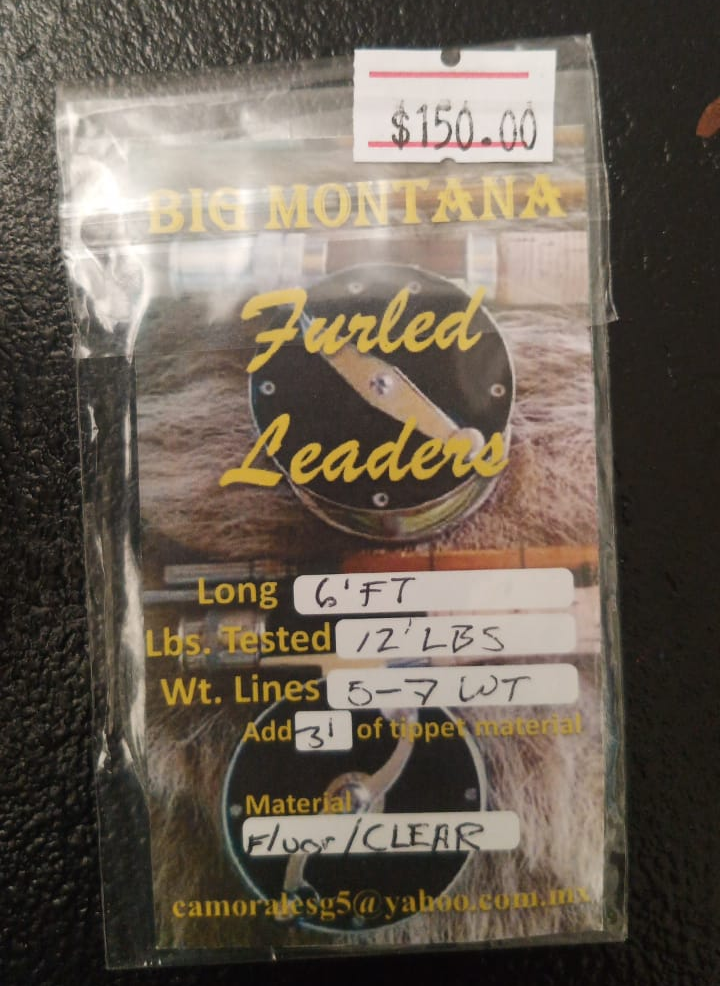 $150.00
BIG MONTANA
Furled
Leaders
Long 6'FT
Lbs. Tested 12'LBS
Wt. Lines 5-7 WT
Add 3' of tippet material
Material
Fluor/CLEAR
camoralesg5@yahoo.com.mx